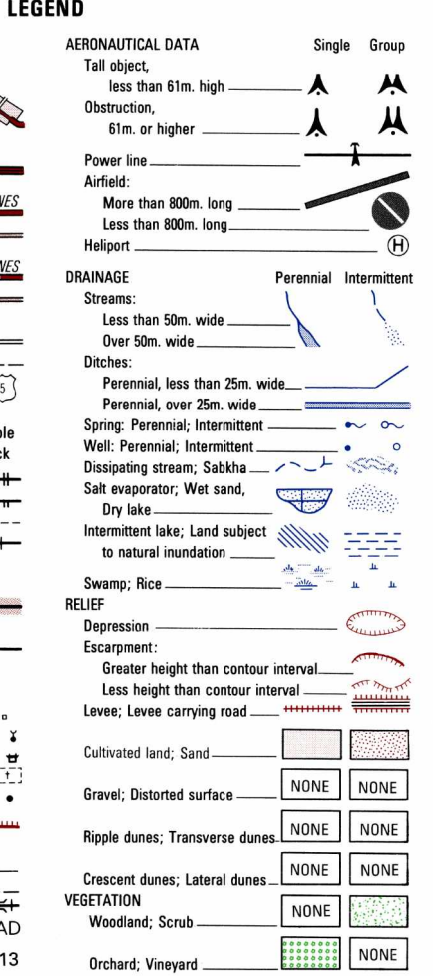 LEGEND
AERONAUTICAL DATA Single Group
Tall object,
less than 61m. high
Obstruction,
61m. or higher
Power line
Airfield:
More than 800m. long
Less than 800m. long
Heliport H
DRAINAGE Perennial Intermittent
Streams:
Less than 50m. wide
Over 50m. wide
Ditches:
Perennial, less than 25m. wide
Perennial, over 25m. wide
Spring: Perennial; Intermittent
Well: Perennial; Intermittent
Dissipating stream; Sabkha
Salt evaporator; Wet sand,
Dry lake
Intermittent lake; Land subject
to natural inundation
Swamp; Rice
RELIEF
Depression
Escarpment:
Greater height than contour interval
Less height than contour interval
Levee; Levee carrying road
Cultivated land; Sand
Gravel; Distorted surface NONE NONE
Ripple dunes; Transverse dunes NONE NONE
Crescent dunes; Lateral dunes NONE NONE
VEGETATION
Woodland; Scrub NONE
Orchard; Vineyard NONE
13